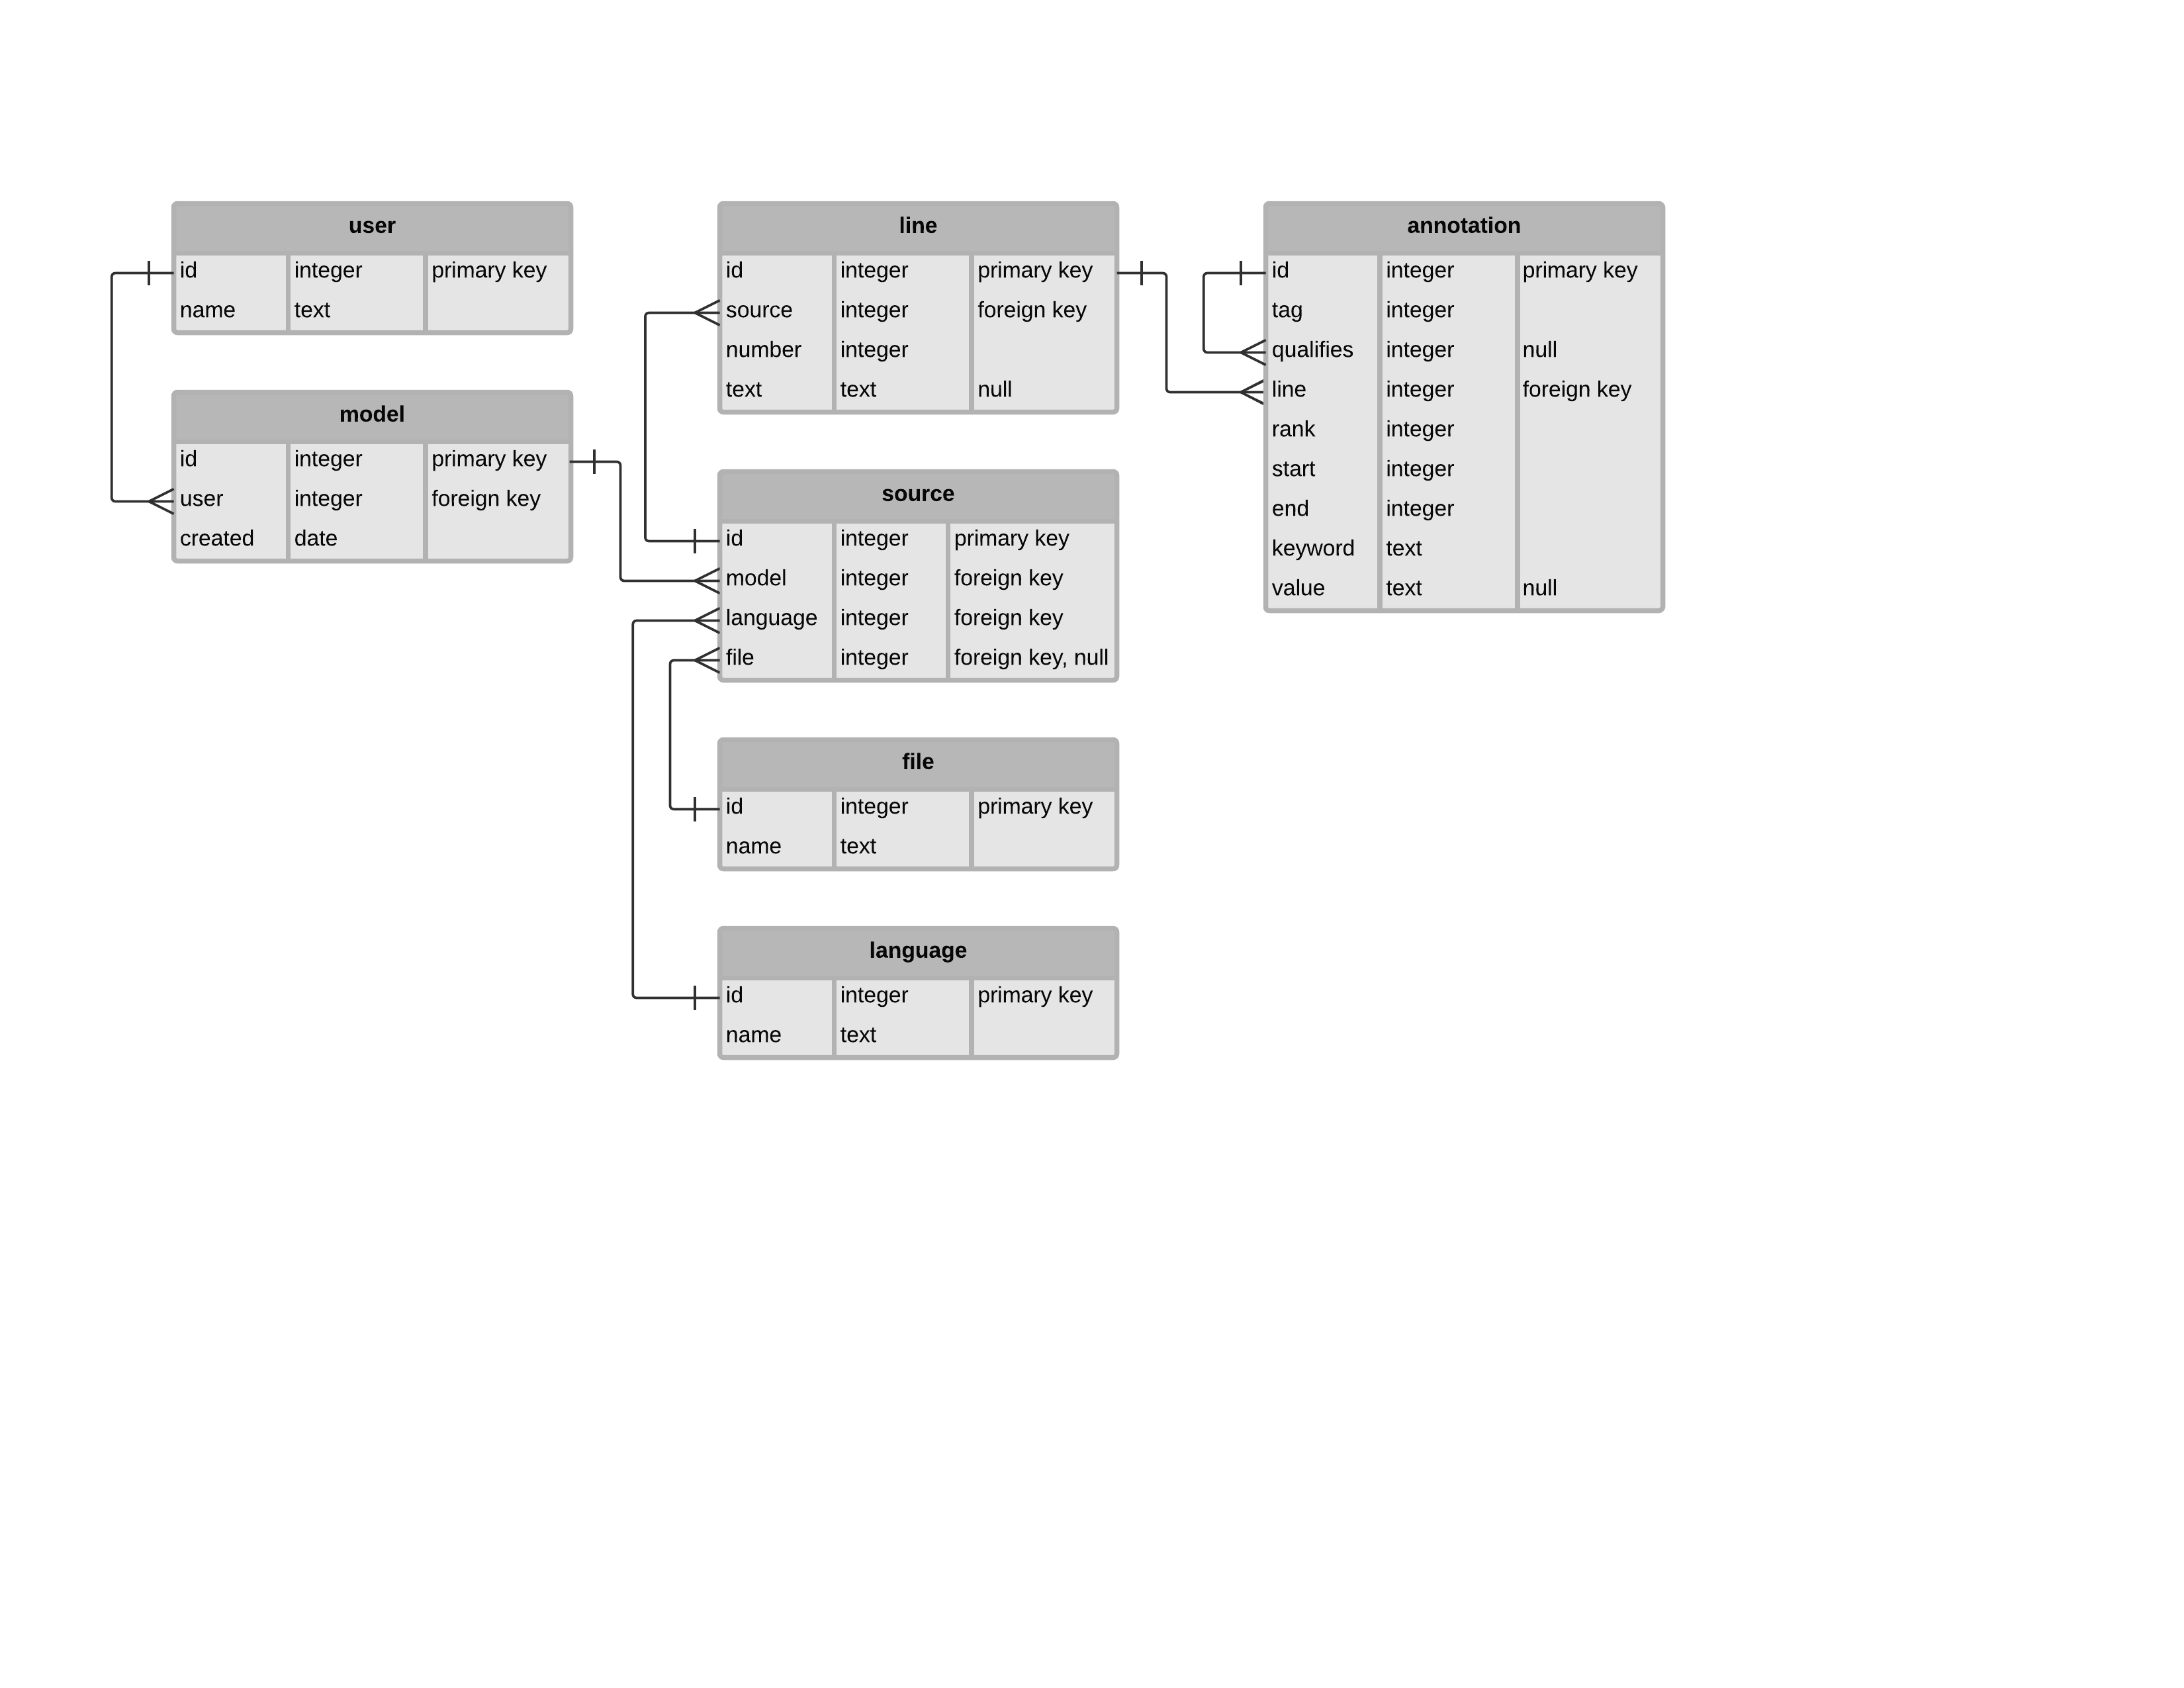 user
id integer primary key
name text
model
id integer primary key
user integer foreign key
created date
line
id integer primary key
source integer foreign key
number integer
text text null
source
id integer primary key
model integer foreign key
language integer foreign key
file integer foreign key, null
file
id integer primary key
name text
language
id integer primary key
name text
annotation
id integer primary key
tag integer
qualifies integer null
line integer foreign key
rank integer
start integer
end integer
keyword text
value text null